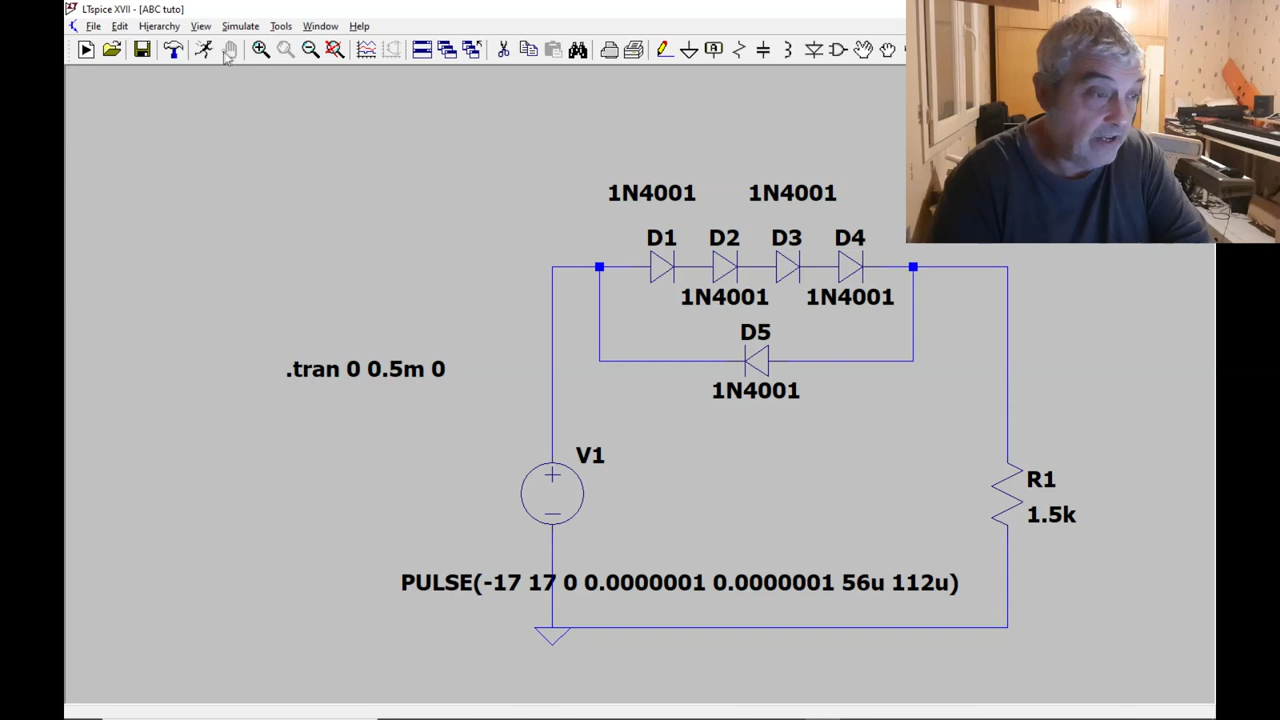 LTspice XVII - [ABC tuto]
File Edit Hierarchy View Simulate Tools Window Help
1N4001 1N4001
D1 D2 D3 D4
1N4001 1N4001
D5
1N4001
.tran 0 0.5m 0
V1
R1
1.5k
PULSE(-17 17 0 0.0000001 0.0000001 56u 112u)